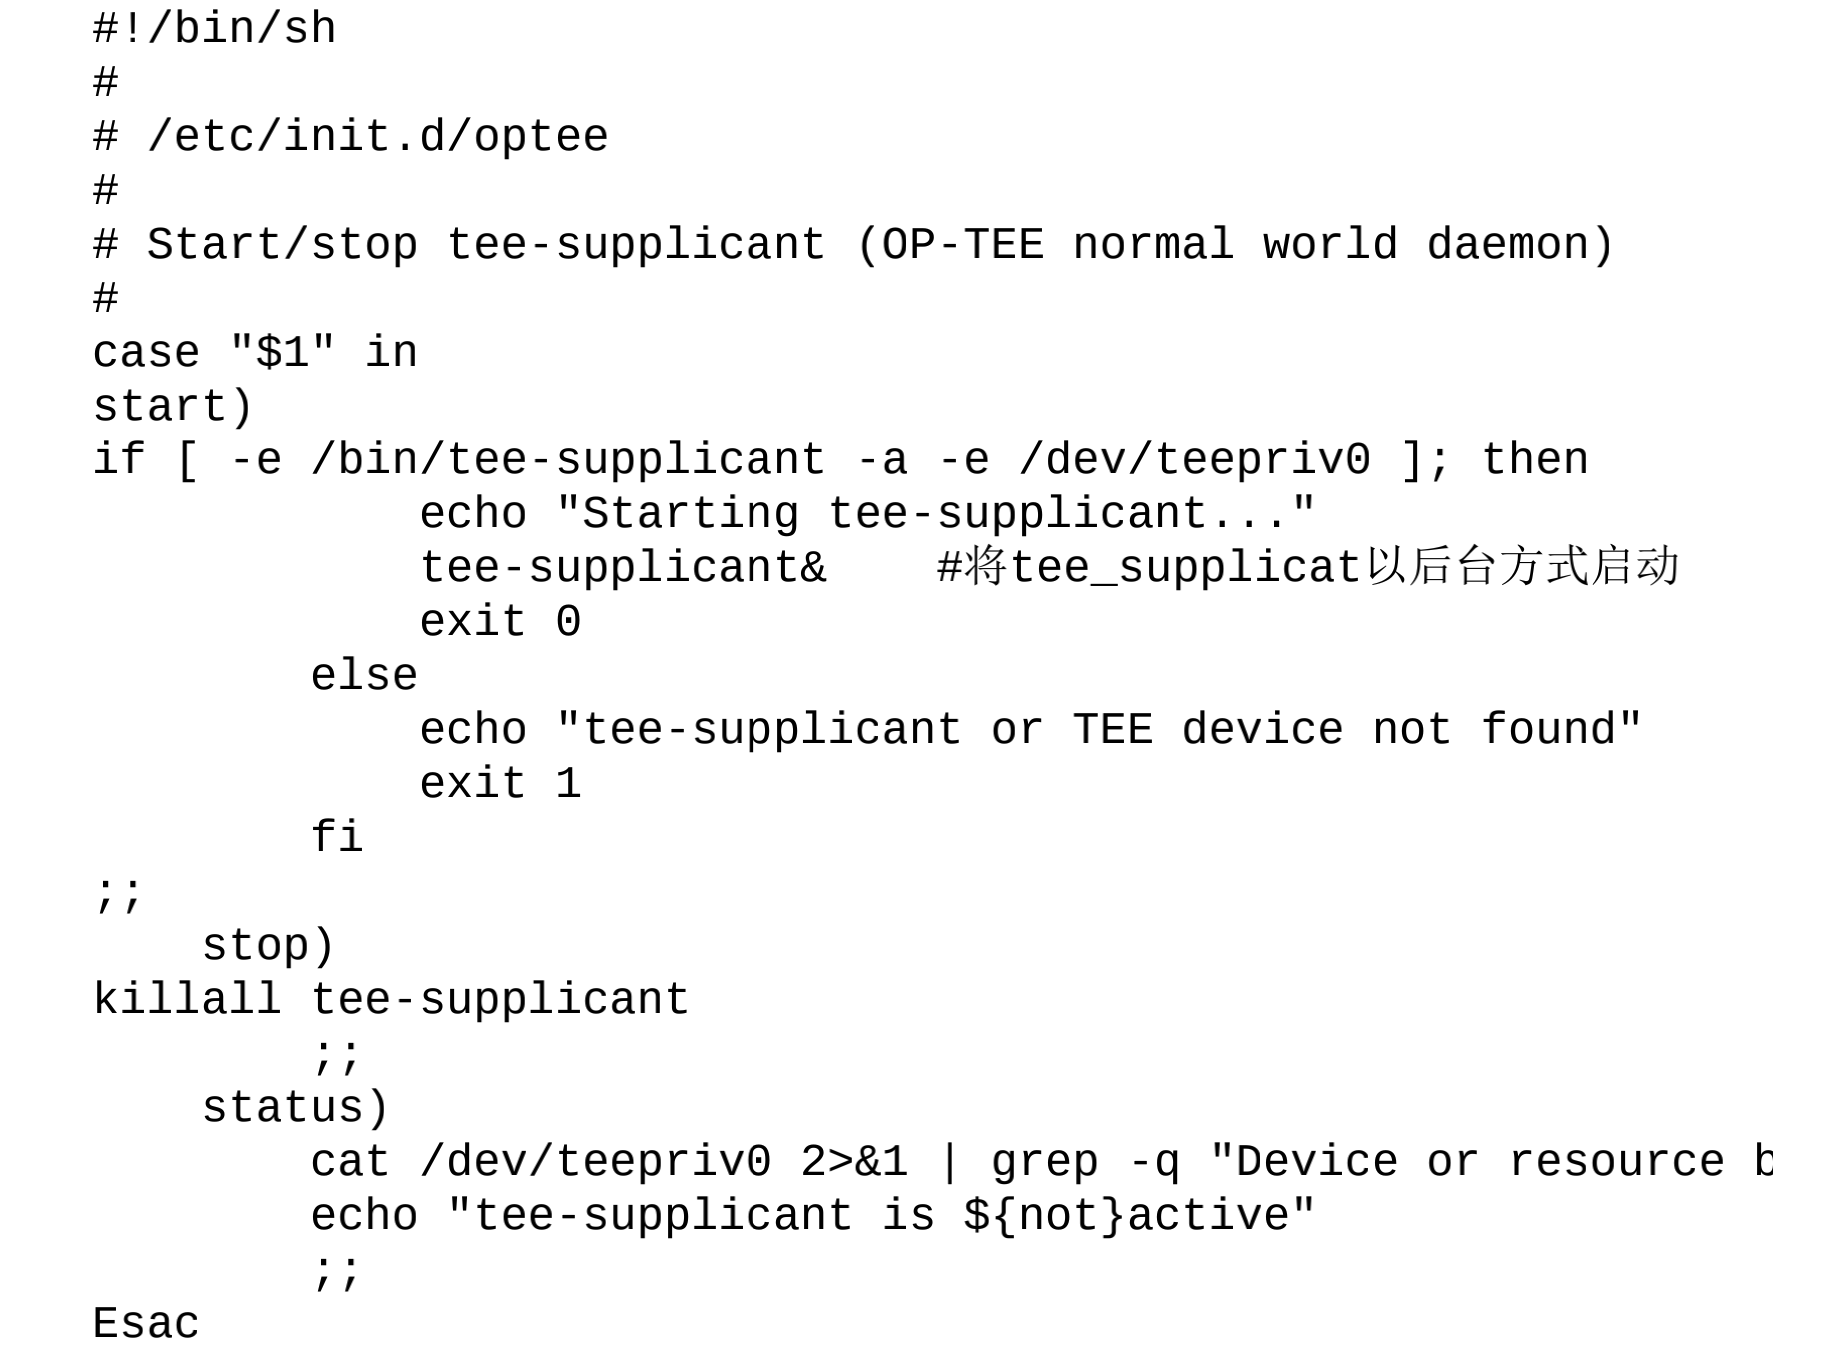 #!/bin/sh
#
# /etc/init.d/optee
#
# Start/stop tee-supplicant (OP-TEE normal world daemon)
#
case "$1" in
start)
if [ -e /bin/tee-supplicant -a -e /dev/teepriv0 ]; then
echo "Starting tee-supplicant..."
tee-supplicant& #将tee_supplicat以后台方式启动
exit 0
else
echo "tee-supplicant or TEE device not found"
exit 1
fi
;;
stop)
killall tee-supplicant
;;
status)
cat /dev/teepriv0 2>&1 | grep -q "Device or resource
echo "tee-supplicant is ${not}active"
;;
Esac